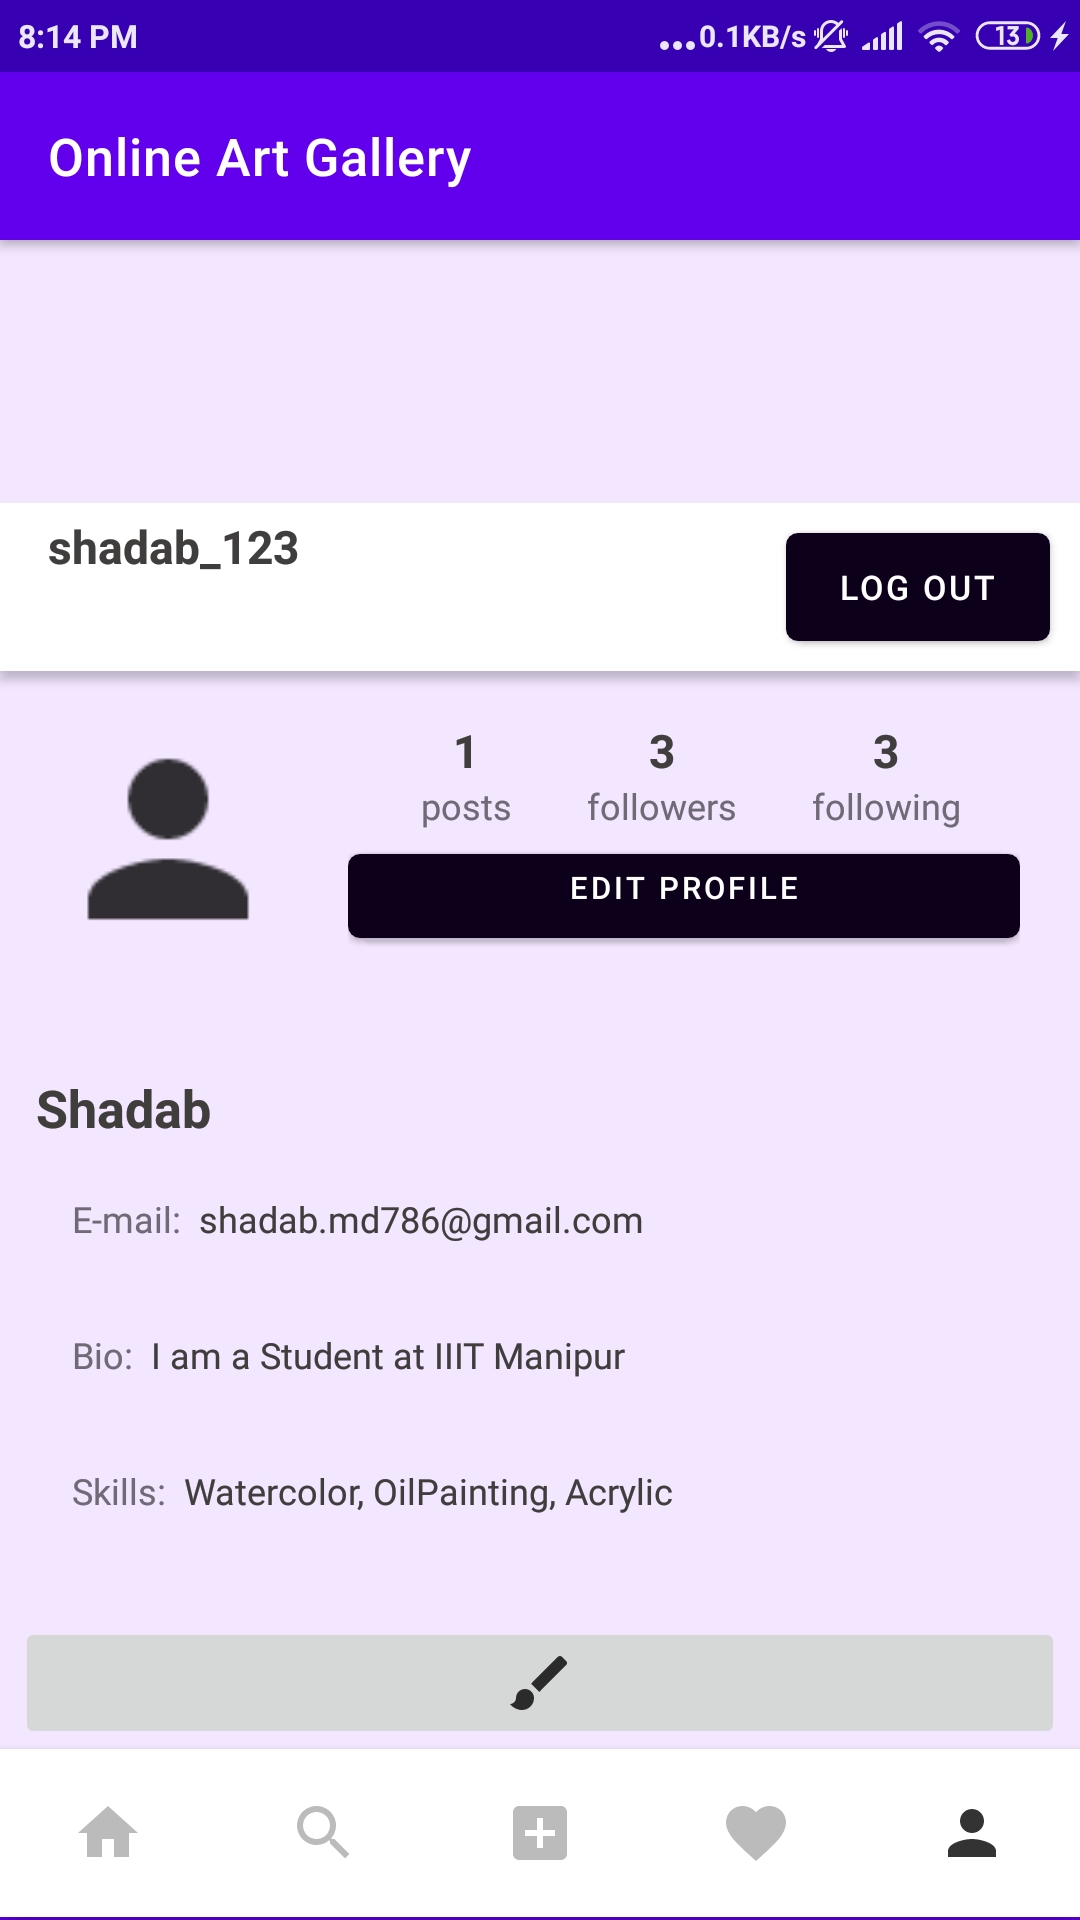 8:14 PM ...0.1KB/s 13
Online Art Gallery
shadab_123
LOG OUT
1 3 3
posts followers following
EDIT PROFILE
Shadab
E-mail: shadab.md786@gmail.com
Bio: I am a Student at IIIT Manipur
Skills: Watercolor, OilPainting, Acrylic